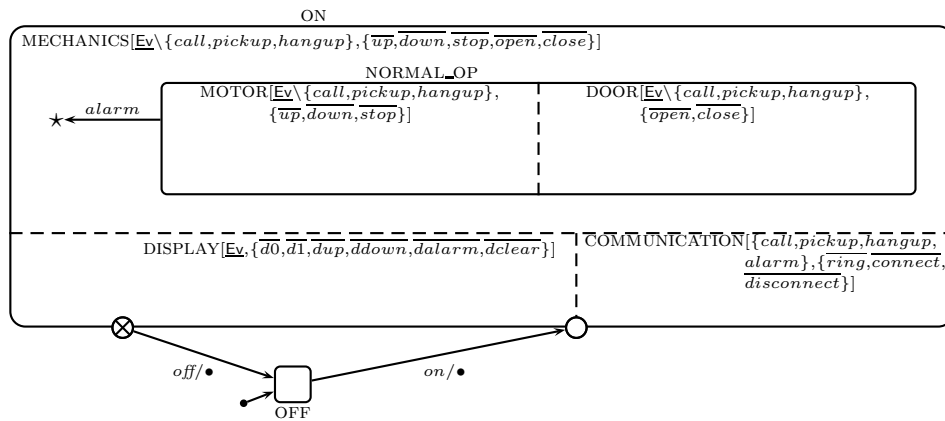 ON
MECHANICS[Ev\{call,pickup,hangup},{up,down,stop,open,close}]
NORMAL_OP
MOTOR[Ev\{call,pickup,hangup},
{up,down,stop}]
DOOR[Ev\{call,pickup,hangup},
{open,close}]
alarm
DISPLAY[Ev,{d0,d1,dup,ddown,dalarm,dclear}]
COMMUNICATION[{call,pickup,hangup,
alarm},{ring,connect,
disconnect}]
off/•
on/•
OFF